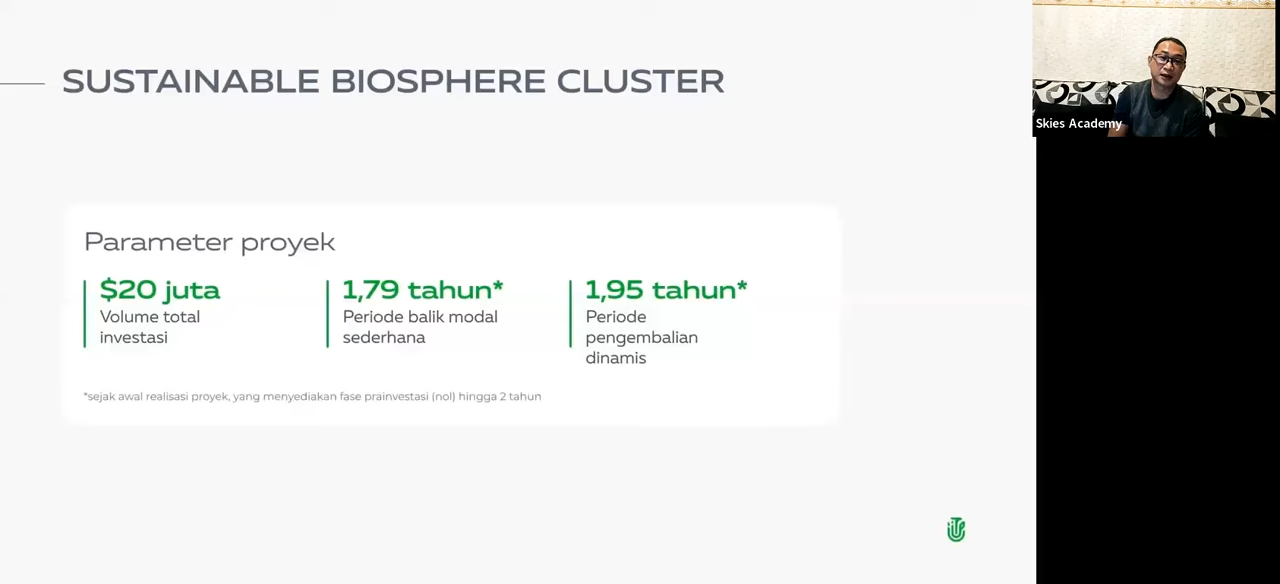 SUSTAINABLE BIOSPHERE CLUSTER
Skies Academy
Parameter proyek
$20 juta
Volume total
investasi
1,79 tahun*
Periode balik modal
sederhana
1,95 tahun*
Periode
pengembalian
dinamis
*sejak awal realisasi proyek, yang menyediakan fase prainvestasi (nol) hingga 2 tahun